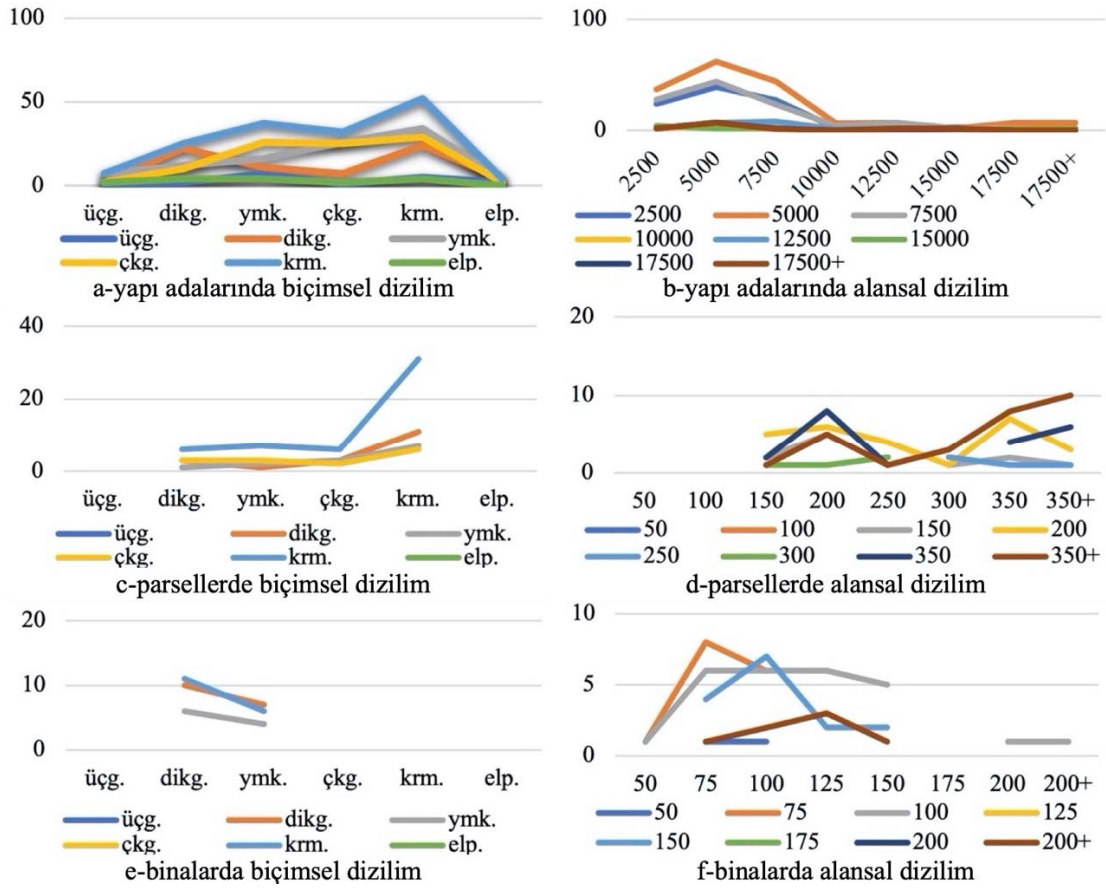 100
50
0
üçg. dikg. ymk. çkg. krm. elp.
üçg. dikg. ymk.
çkg. krm. elp.
a-yapı adalarında biçimsel dizilim
100
0
2500 5000 7500 10000 12500 15000 17500 17500+
2500 5000 7500
10000 12500 15000
17500 17500+
b-yapı adalarında alansal dizilim
40
20
0
üçg. dikg. ymk. çkg. krm. elp.
üçg. dikg. ymk.
çkg. krm. elp.
c-parsellerde biçimsel dizilim
20
10
0
50 100 150 200 250 300 350 350+
50 100 150 200
250 300 350 350+
d-parsellerde alansal dizilim
20
10
0
üçg. dikg. ymk. çkg. krm. elp.
üçg. dikg. ymk.
çkg. krm. elp.
e-binalarda biçimsel dizilim
10
5
0
50 75 100 125 150 175 200 200+
50 75 100 125
150 175 200 200+
f-binalarda alansal dizilim